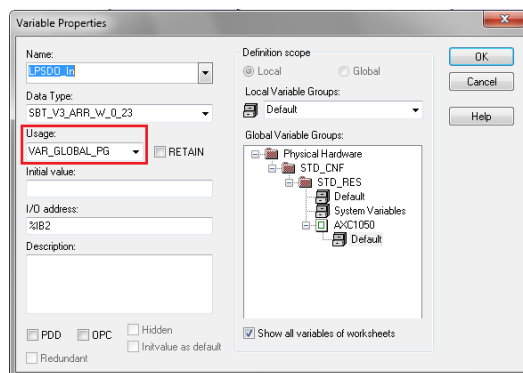 Variable Properties
Name:
LPSDO_In
Data Type:
SBT_V3_ARR_W_0_23
Usage:
VAR_GLOBAL_PG
RETAIN
Initial value:
I/O address:
%IB2
Description:
PDD
OPC
Hidden
Initvalue as default
Redundant
Definition scope
Local
Global
Local Variable Groups:
Default
Global Variable Groups:
Physical Hardware
STD_CNF
STD_RES
Default
System Variables
AXC1050
Default
Show all variables of worksheets
OK
Cancel
Help